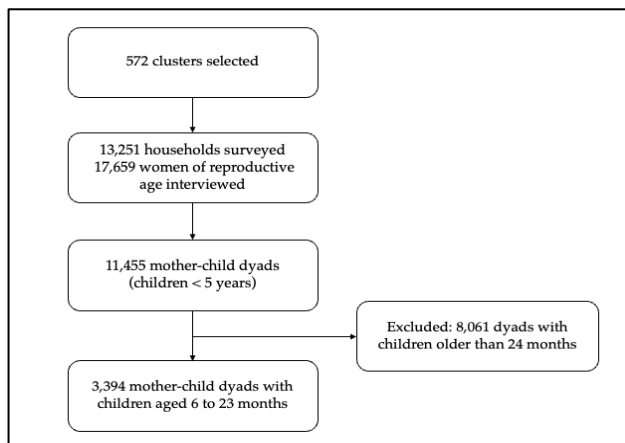 572 clusters selected
13,251 households surveyed
17,659 women of reproductive
age interviewed
11,455 mother-child dyads
(children < 5 years)
Excluded: 8,061 dyads with
children older than 24 months
3,394 mother-child dyads with
children aged 6 to 23 months